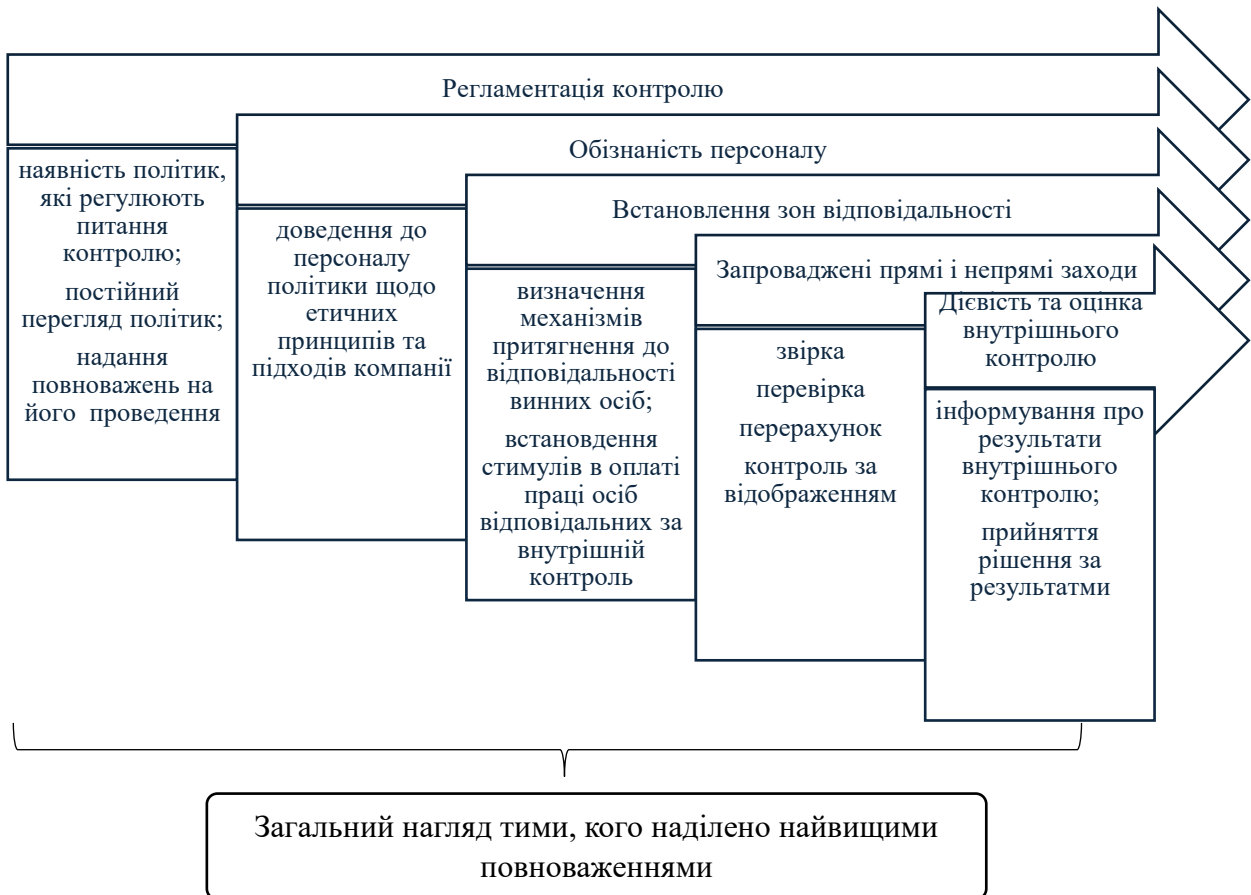 Регламентація контролю
наявність політик,
які регулюють
питання
контролю;
постійний
перегляд політик;
надання
повноважень на
його проведення
Обізнаність персоналу
доведення до
персоналу
політики щодо
етичних
принципів та
підходів компанії
Встановлення зон відповідальності
визначення
механізмів
притягнення до
відповідальності
винних осіб;
встановдення
стимулів в оплаті
праці осіб
відповідальних за
внутрішній
контроль
Запроваджені прямі і непрямі заходи
звірка
перевірка
перерахунок
контроль за
відображенням
Дієвість та оцінка
внутрішнього
контролю
інформування про
результати
внутрішнього
контролю;
прийняття
рішення за
результатми
Загальний нагляд тими, кого наділено найвищими
повноваженнями